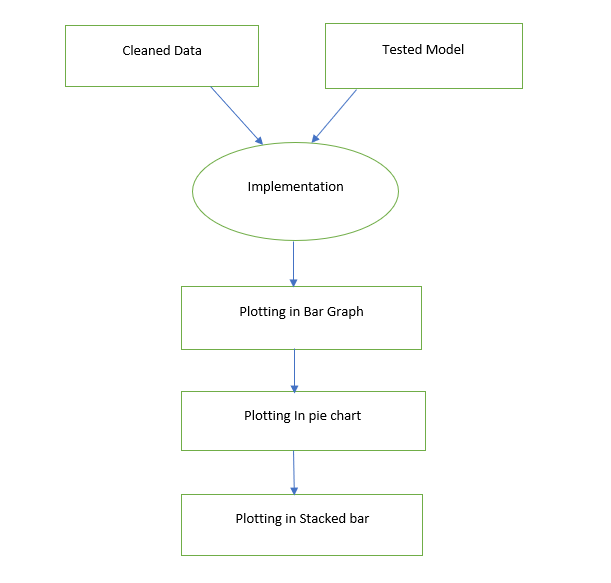 Cleaned Data
Tested Model
Implementation
Plotting in Bar Graph
Plotting In pie chart
Plotting in Stacked bar